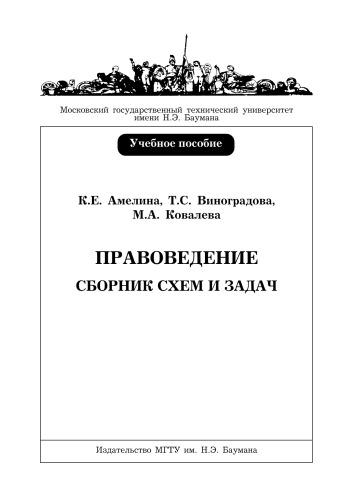 Московский государственный технический университет
имени Н.Э. Баумана
Учебное пособие
К.Е. Амелина, Т.С. Виноградова,
М.А. Ковалева
ПРАВОВЕДЕНИЕ
СБОРНИК СХЕМ И ЗАДАЧ
Издательство МГТУ им. Н.Э. Баумана